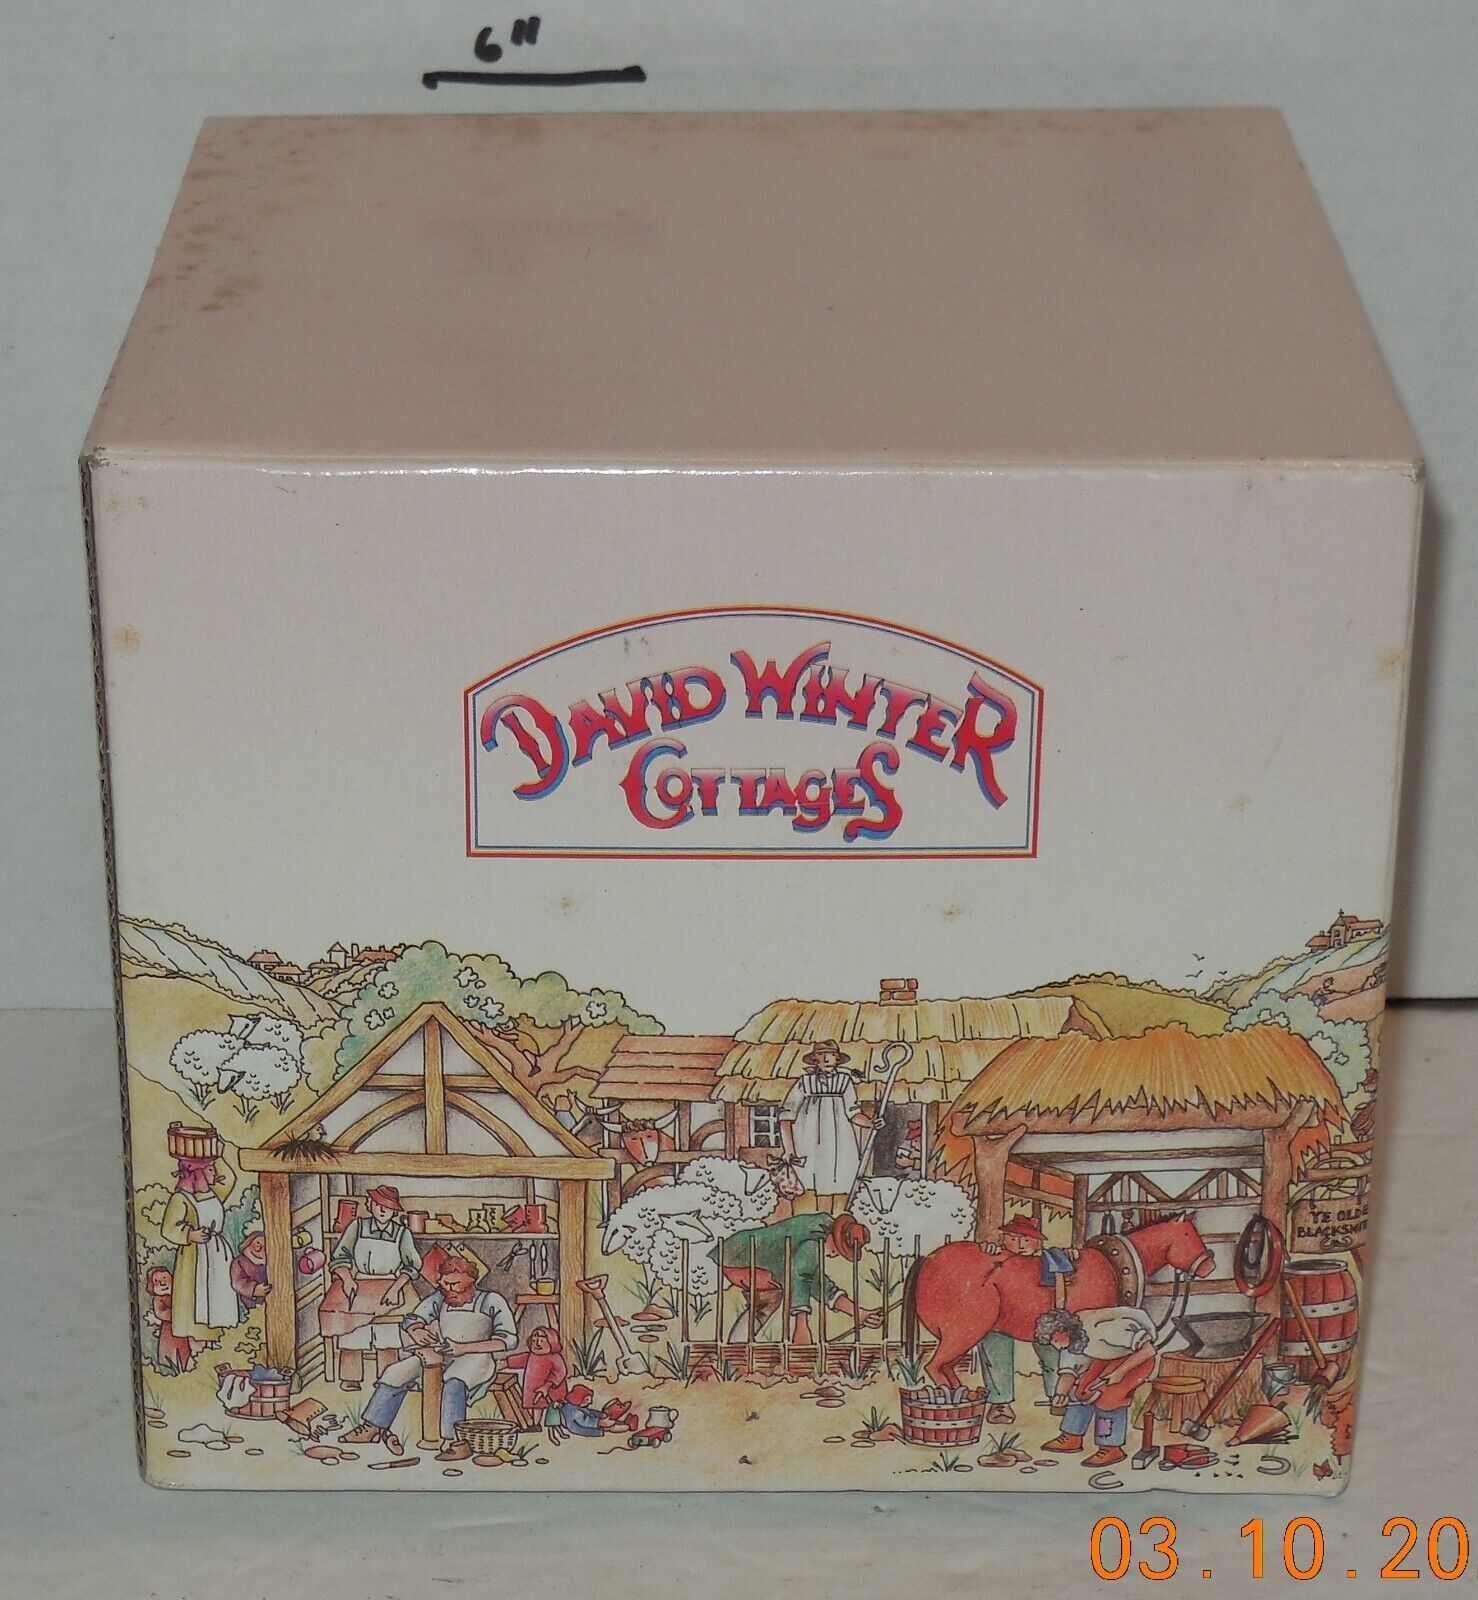 6"
DAVID WINTER
COTTAGES
YE OLDE
BLACKSMITH
03.10.20